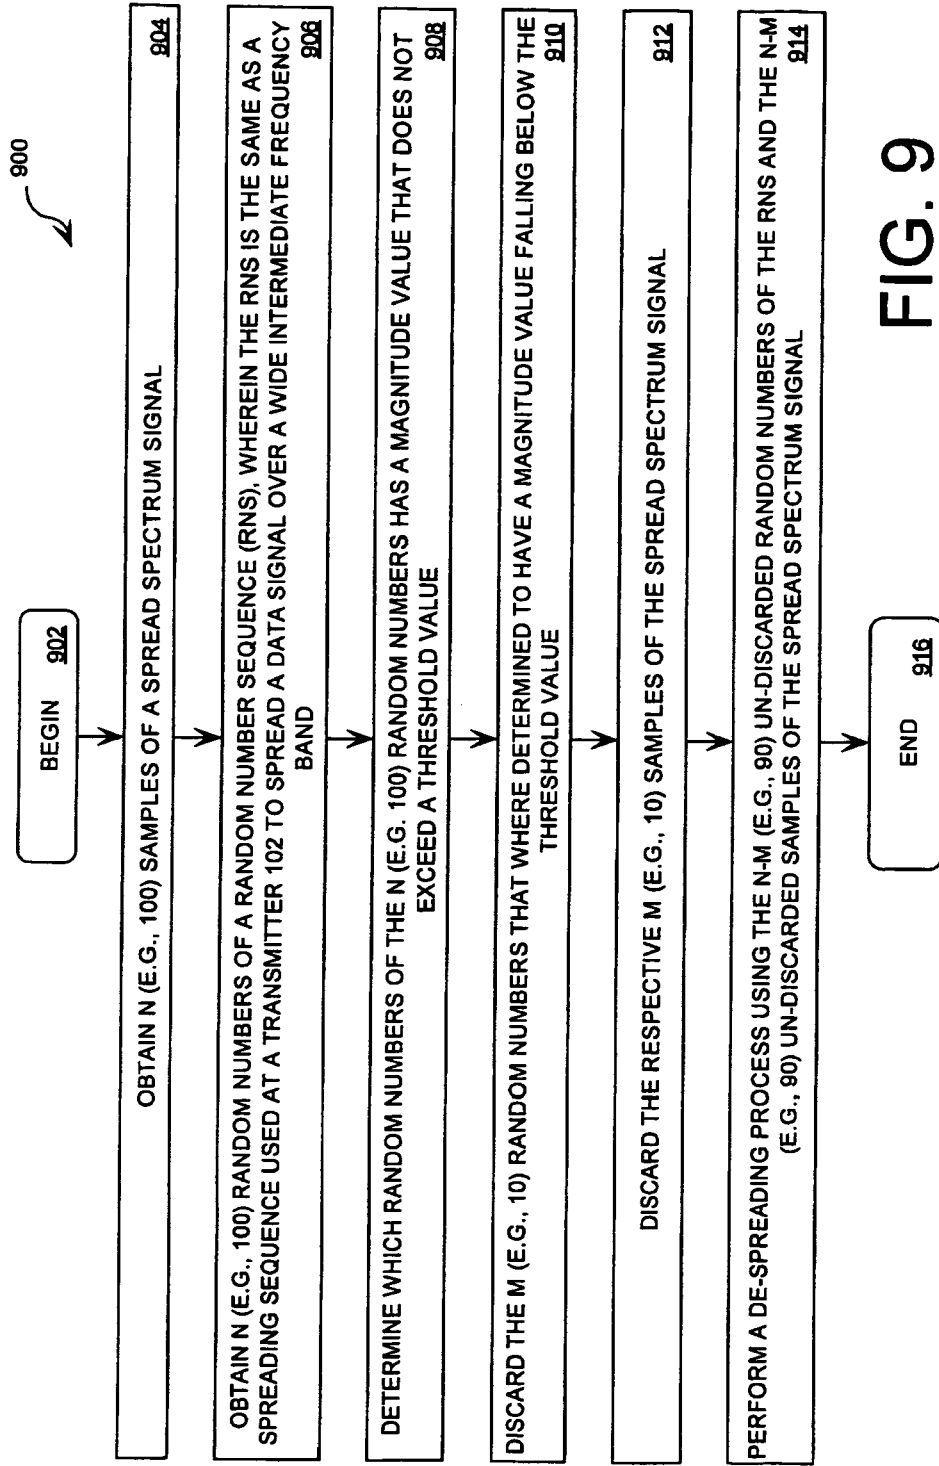 900
BEGIN 902
OBTAIN N (E.G., 100) SAMPLES OF A SPREAD SPECTRUM SIGNAL 904
OBTAIN N (E.G., 100) RANDOM NUMBERS OF A RANDOM NUMBER SEQUENCE (RNS), WHEREIN THE RNS IS THE SAME AS A
SPREADING SEQUENCE USED AT A TRANSMITTER 102 TO SPREAD A DATA SIGNAL OVER A WIDE INTERMEDIATE FREQUENCY
BAND 906
DETERMINE WHICH RANDOM NUMBERS OF THE N (E.G. 100) RANDOM NUMBERS HAS A MAGNITUDE VALUE THAT DOES NOT
EXCEED A THRESHOLD VALUE 908
DISCARD THE M (E.G., 10) RANDOM NUMBERS THAT WHERE DETERMINED TO HAVE A MAGNITUDE VALUE FALLING BELOW THE
THRESHOLD VALUE 910
DISCARD THE RESPECTIVE M (E.G., 10) SAMPLES OF THE SPREAD SPECTRUM SIGNAL 912
PERFORM A DE-SPREADING PROCESS USING THE N-M (E.G., 90) UN-DISCARDED RANDOM NUMBERS OF THE RNS AND THE N-M
(E.G., 90) UN-DISCARDED SAMPLES OF THE SPREAD SPECTRUM SIGNAL 914
END 916
FIG. 9